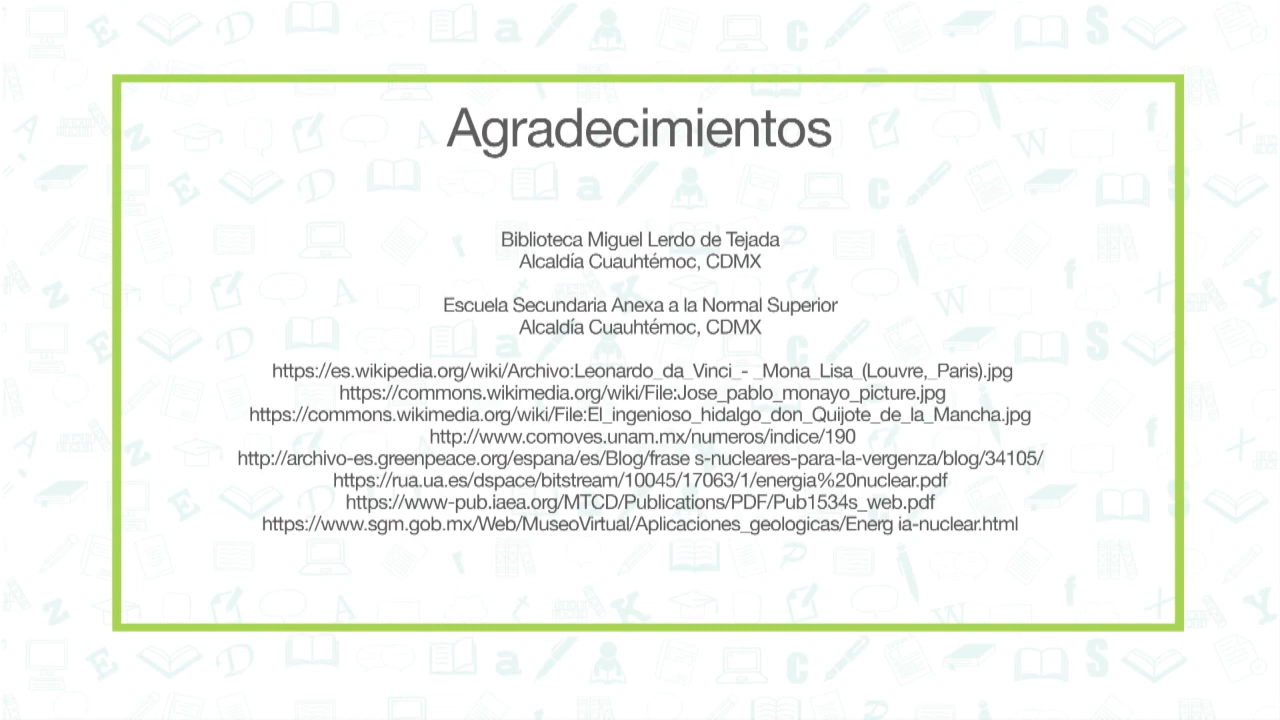 Agradecimientos
Biblioteca Miguel Lerdo de Tejada
Alcaldía Cuauhtémoc, CDMX
Escuela Secundaria Anexa a la Normal Superior
Alcaldía Cuauhtémoc, CDMX
https://es.wikipedia.org/wiki/Archivo:Leonardo_da_Vinci_- _Mona_Lisa_(Louvre,_Paris).jpg
https://commons.wikimedia.org/wiki/File:Jose_pablo_monayo_picture.jpg
https://commons.wikimedia.org/wiki/File:El_ingenioso_hidalgo_don_Quijote_de_la_Mancha.jpg
http://www.comoves.unam.mx/numeros/indice/190
http://archivo-es.greenpeace.org/espana/es/Blog/frase s-nucleares-para-la-vergenza/blog/34105/
https://rua.ua.es/dspace/bitstream/10045/17063/1/energia%20nuclear.pdf
https://www-pub.iaea.org/MTCD/Publications/PDF/Pub1534s_web.pdf
https://www.sgm.gob.mx/Web/MuseoVirtual/Aplicaciones_geologicas/Energ ia-nuclear.html